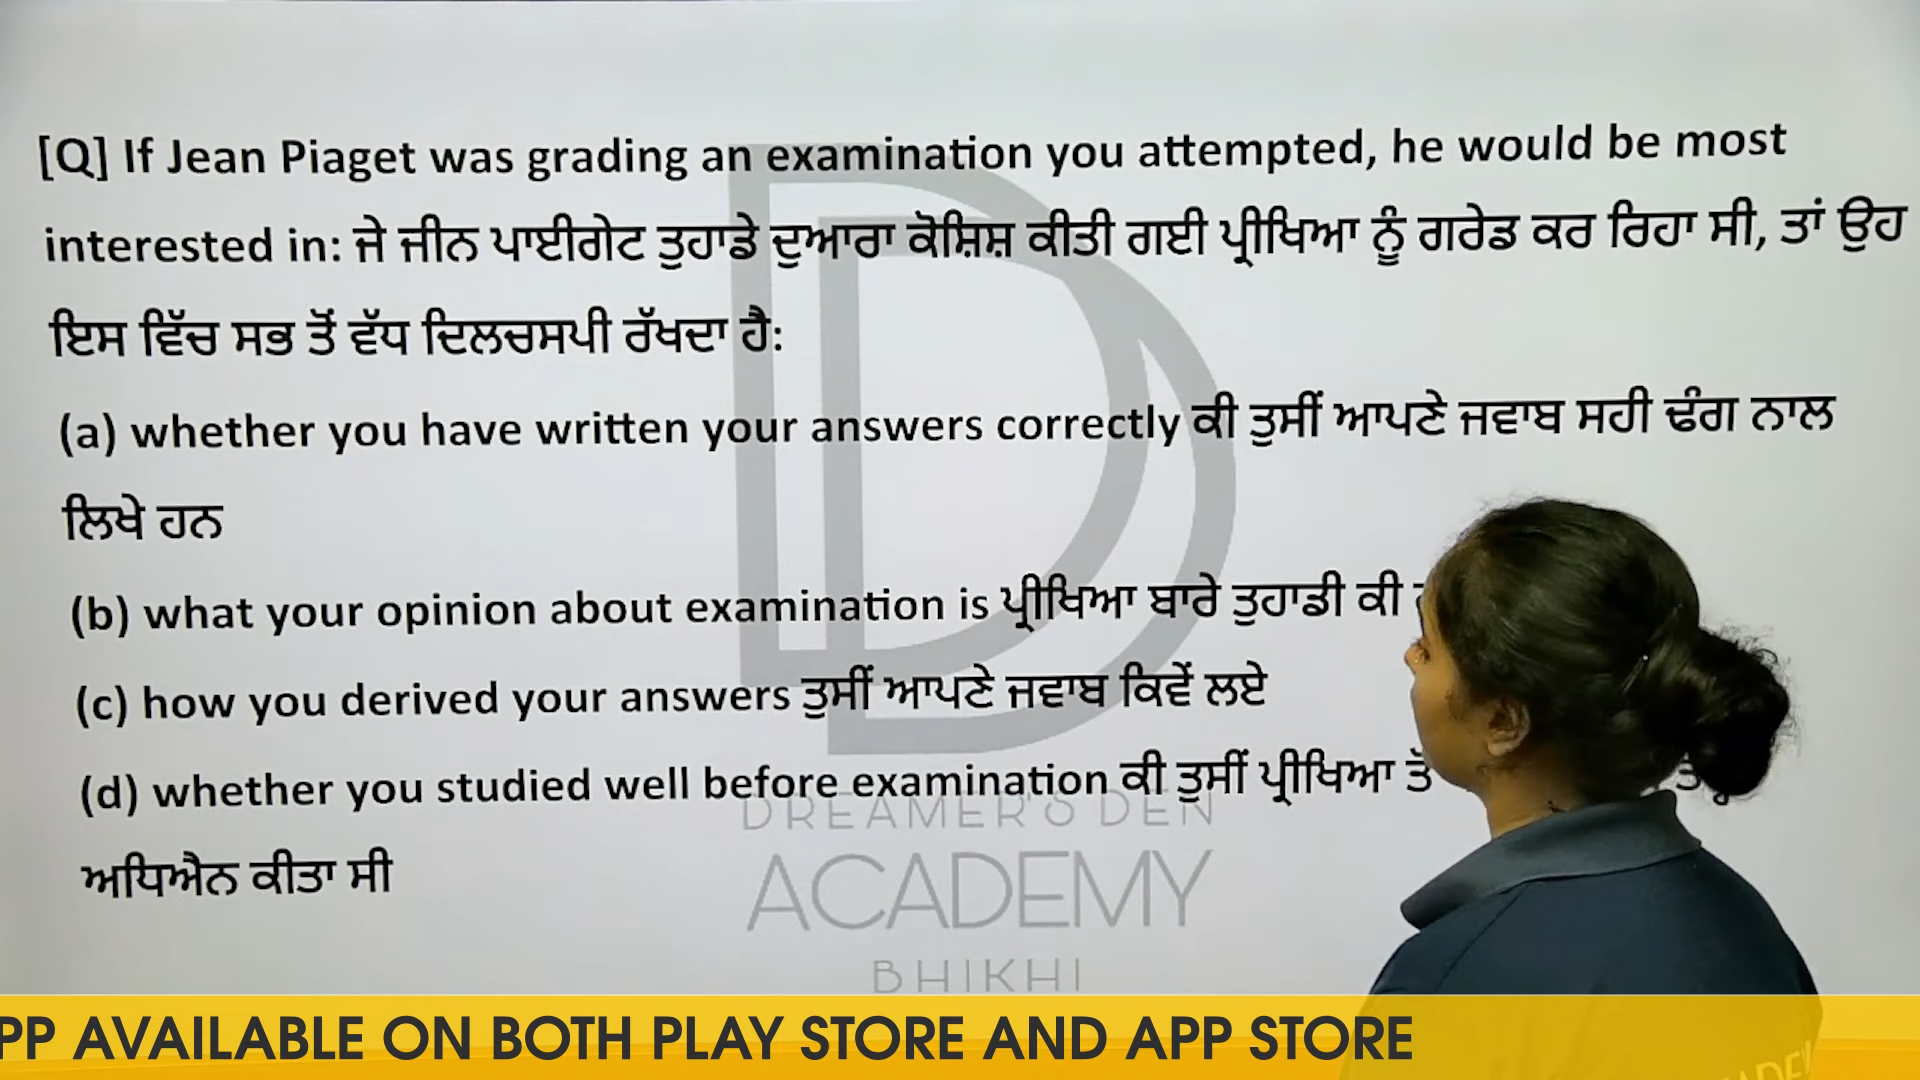 [Q] If Jean Piaget was grading an examination you attempted, he would be most
interested in: ਜੇ ਜੀਨ ਪਾਈਗੇਟ ਤੁਹਾਡੇ ਦੁਆਰਾ ਕੋਸ਼ਿਸ਼ ਕੀਤੀ ਗਈ ਪ੍ਰੀਖਿਆ ਨੂੰ ਗਰੇਡ ਕਰ ਰਿਹਾ ਸੀ, ਤਾਂ ਉਹ
ਇਸ ਵਿੱਚ ਸਭ ਤੋਂ ਵੱਧ ਦਿਲਚਸਪੀ ਰੱਖਦਾ ਹੈ:
(a) whether you have written your answers correctly ਕੀ ਤੁਸੀਂ ਆਪਣੇ ਜਵਾਬ ਸਹੀ ਢੰਗ ਨਾਲ
ਲਿਖੇ ਹਨ
(b) what your opinion about examination is ਪ੍ਰੀਖਿਆ ਬਾਰੇ ਤੁਹਾਡੀ ਕੀ
(c) how you derived your answers ਤੁਸੀਂ ਆਪਣੇ ਜਵਾਬ ਕਿਵੇਂ ਲਏ
(d) whether you studied well before examination ਕੀ ਤੁਸੀਂ ਪ੍ਰੀਖਿਆ
ਅਧਿਐਨ ਕੀਤਾ ਸੀ
DREAMER'S DEN
ACADEMY
BHIKHI
PP AVAILABLE ON BOTH PLAY STORE AND APP STORE